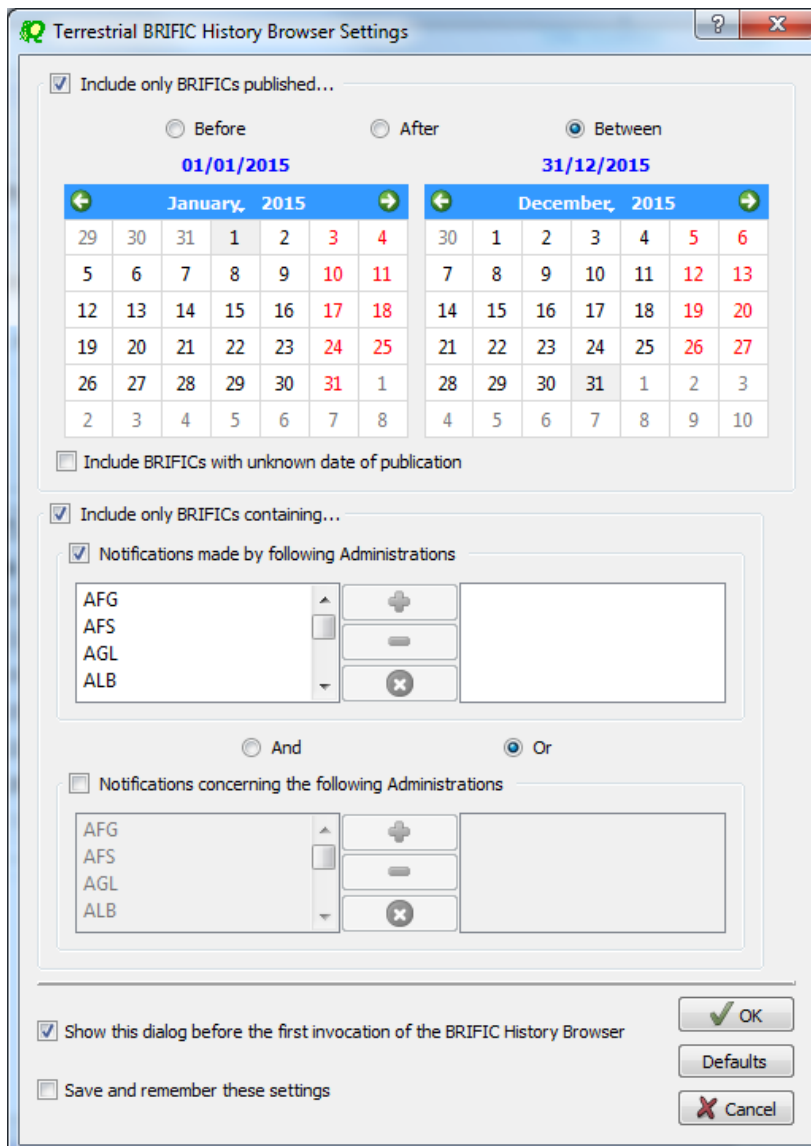 Terrestrial BRIFIC History Browser Settings ? X
Include only BRIFICs published...
Before After Between
01/01/2015 31/12/2015
January, 2015 December, 2015
29 30 31 1 2 3 4 30 1 2 3 4 5 6
5 6 7 8 9 10 11 7 8 9 10 11 12 13
12 13 14 15 16 17 18 14 15 16 17 18 19 20
19 20 21 22 23 24 25 21 22 23 24 25 26 27
26 27 28 29 30 31 1 28 29 30 31 1 2 3
2 3 4 5 6 7 8 4 5 6 7 8 9 10
Include BRIFICs with unknown date of publication
Include only BRIFICs containing...
Notifications made by following Administrations
AFG
AFS
AGL
ALB
And Or
Notifications concerning the following Administrations
AFG
AFS
AGL
ALB
OK
Show this dialog before the first invocation of the BRIFIC History Browser
Defaults
Save and remember these settings
Cancel